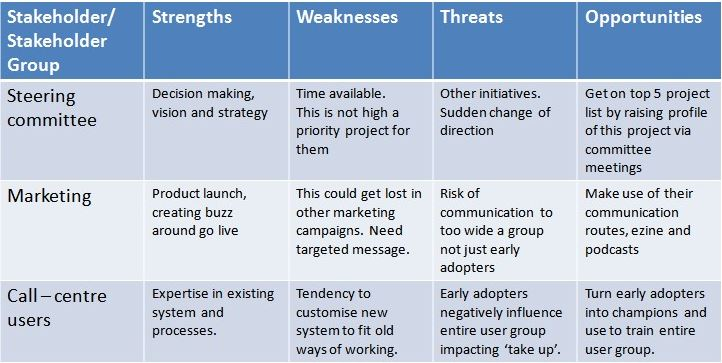 Stakeholder/
Stakeholder
Group
Strengths
Weaknesses
Threats
Opportunities
Steering
committee
Decision making,
vision and strategy
Time available.
This is not high a
priority project for
them
Other initiatives.
Sudden change of
direction
Get on top 5 project
list by raising profile
of this project via
committee
meetings
Marketing
Product launch,
creating buzz
around go live
This could get lost in
other marketing
campaigns. Need
targeted message.
Risk of
communication to
too wide a group
not just early
adopters
Make use of their
communication
routes, ezine and
podcasts
Call – centre
users
Expertise in existing
system and
processes.
Tendency to
customise new
system to fit old
ways of working.
Early adopters
negatively influence
entire user group
impacting ‘take up’.
Turn early adopters
into champions and
use to train entire
user group.